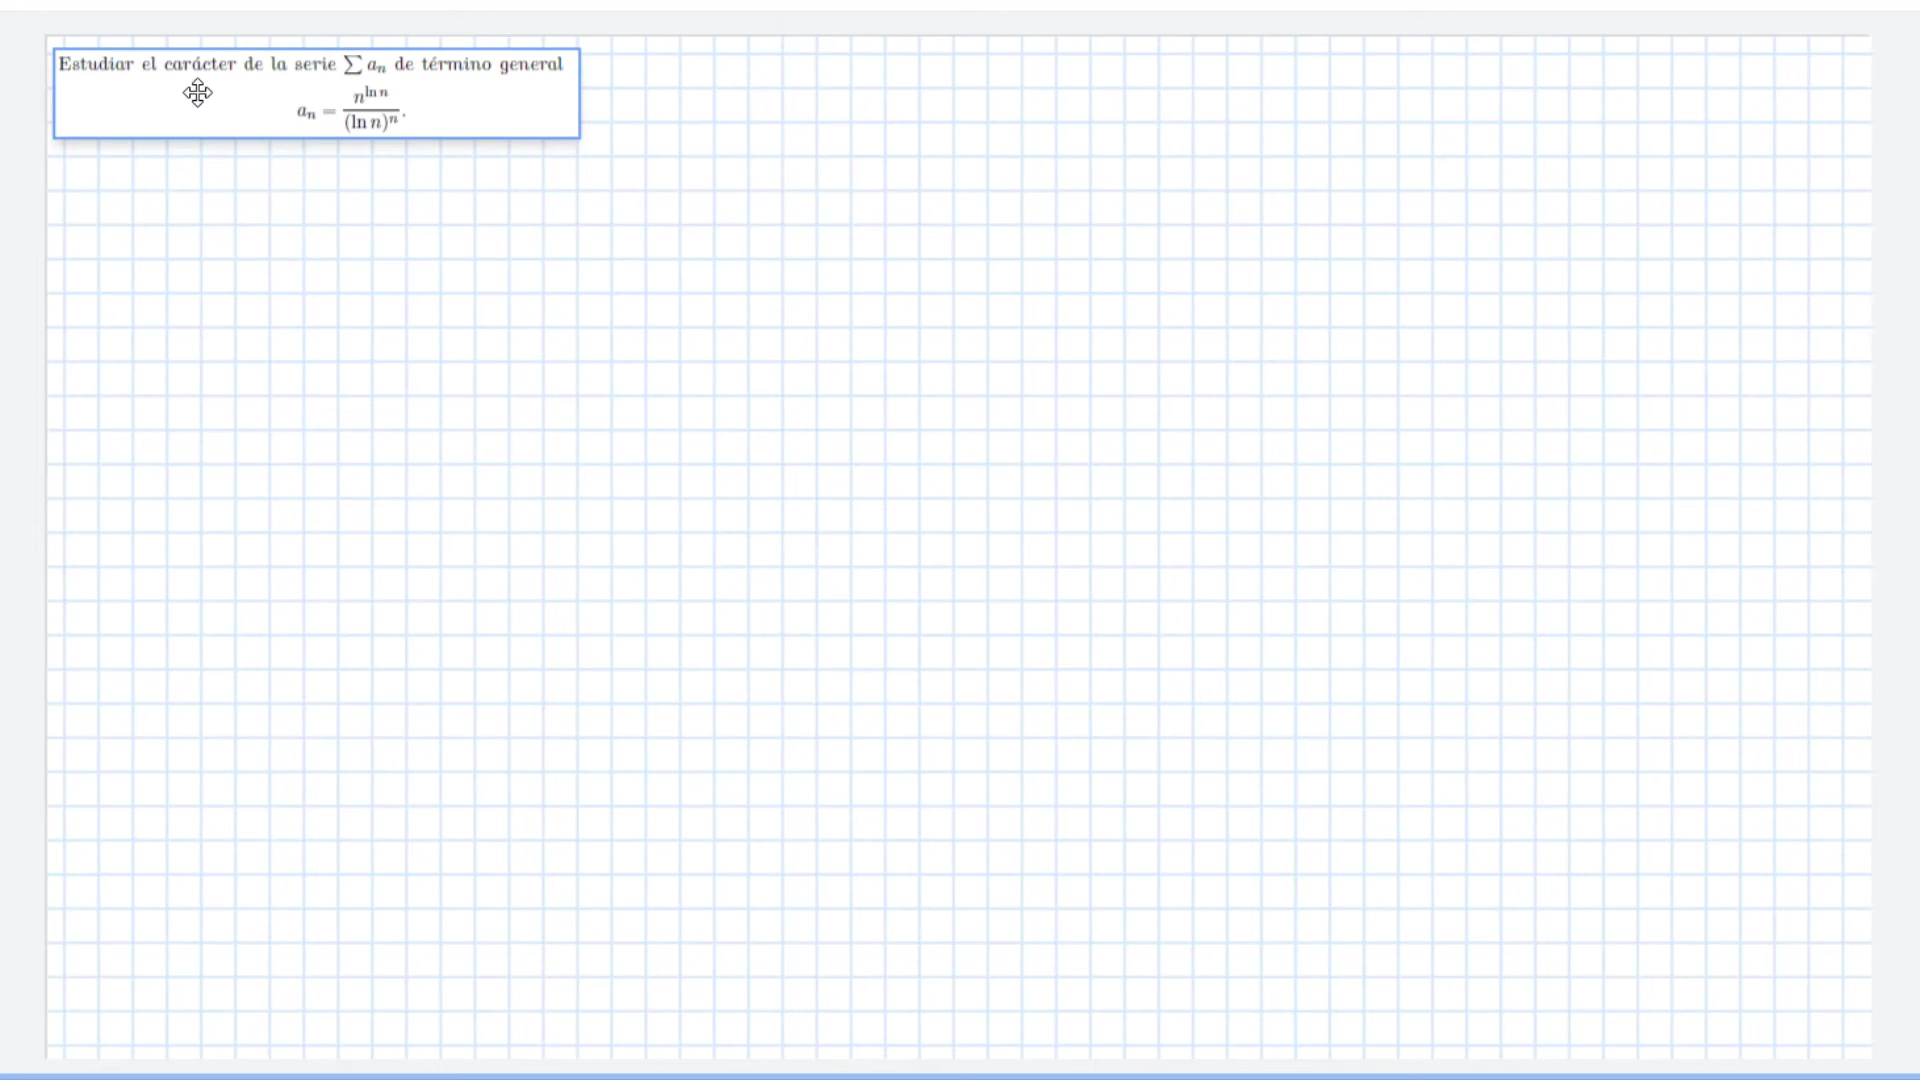 Estudiar el carácter de la serie ∑ aₙ de término general
aₙ = n^{ln n} / (ln n)ⁿ.